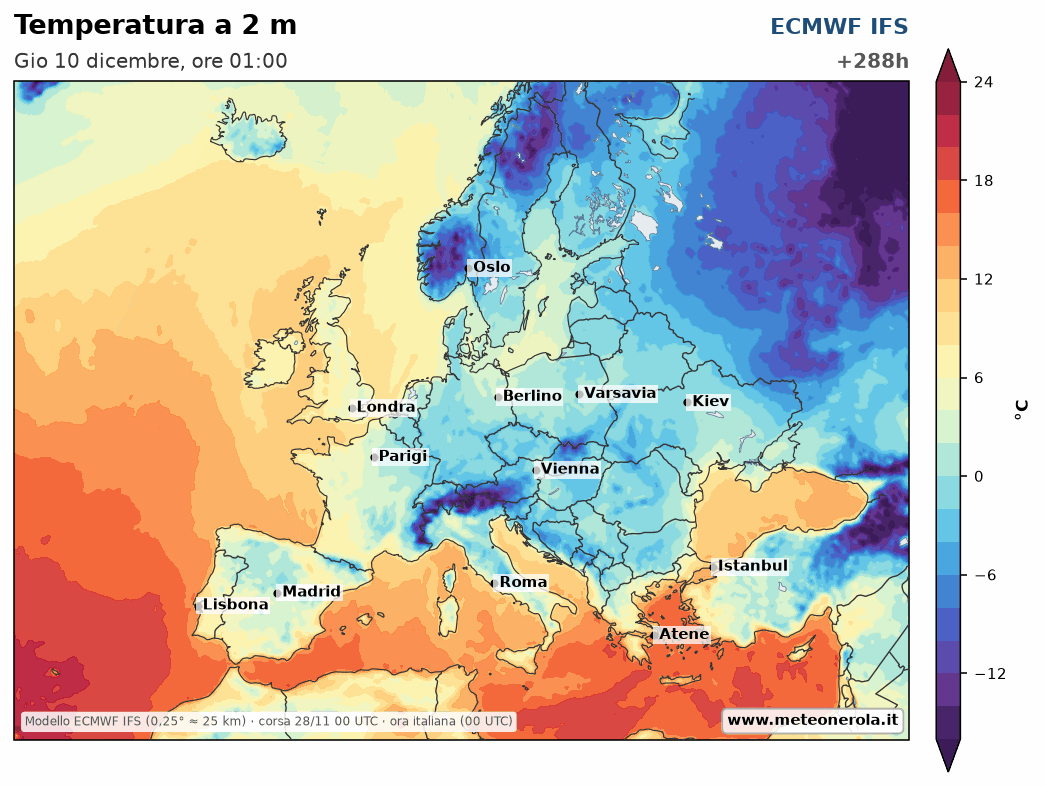 Temperatura a 2 m
ECMWF IFS
Gio 10 dicembre, ore 01:00
+288h
24
18
12
6
0
−6
−12
°C
Oslo
Berlino
Varsavia
Kiev
Londra
Parigi
Vienna
Istanbul
Roma
Madrid
Lisbona
Atene
Modello ECMWF IFS (0,25° ≈ 25 km) · corsa 28/11 00 UTC · ora italiana (00 UTC)
www.meteonerola.it